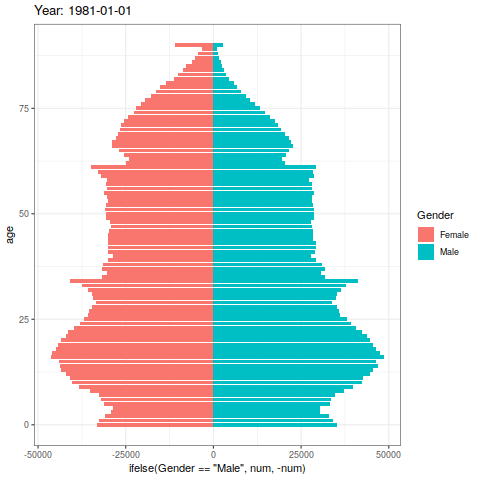 Year: 1981-01-01
75
50
25
0
age
-50000 -25000 0 25000 50000
ifelse(Gender == "Male", num, -num)
Gender
Female
Male